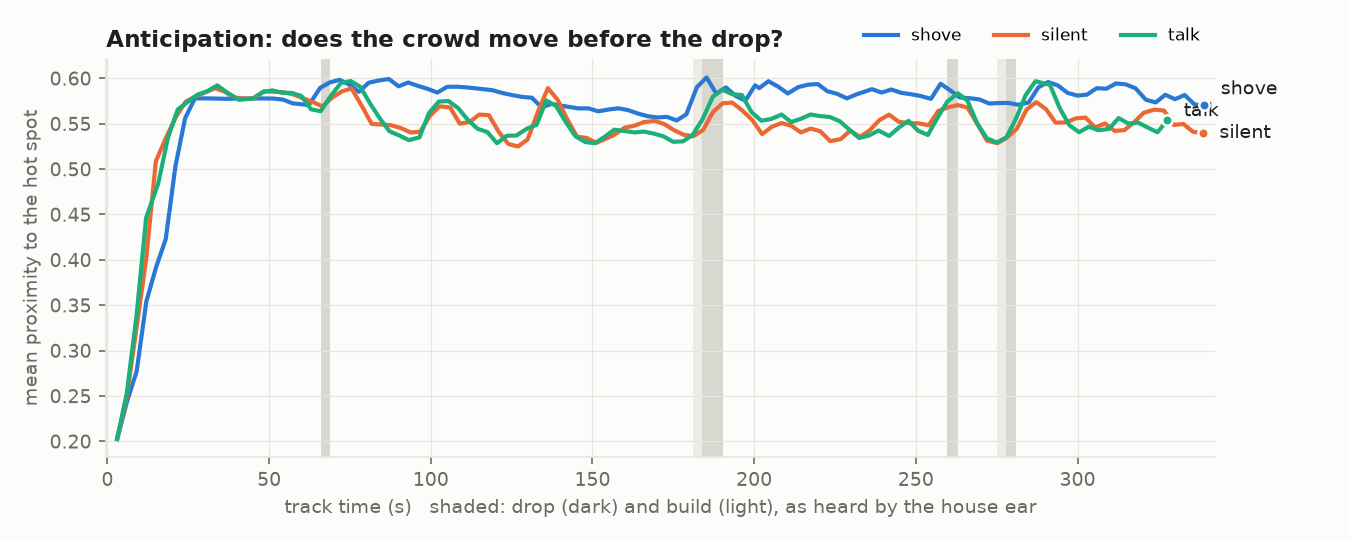 Anticipation: does the crowd move before the drop?
shove silent talk
mean proximity to the hot spot
0.60
0.55
0.50
0.45
0.40
0.35
0.30
0.25
0.20
shove
talk
silent
0 50 100 150 200 250 300
track time (s) shaded: drop (dark) and build (light), as heard by the house ear